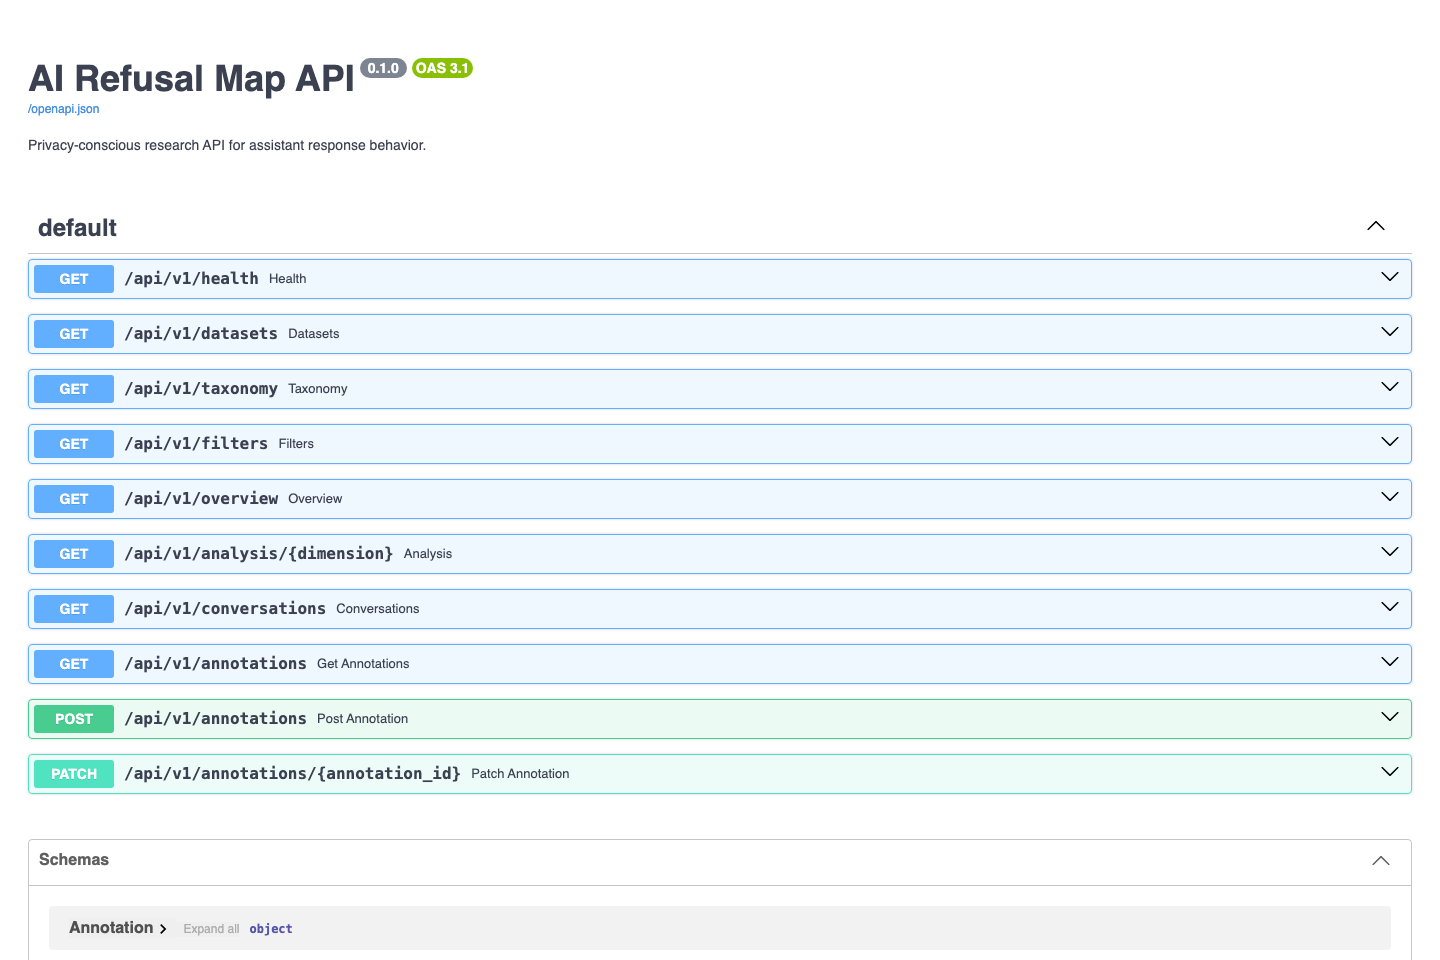 AI Refusal Map API 0.1.0 OAS 3.1
/openapi.json
Privacy-conscious research API for assistant response behavior.
default
GET /api/v1/health Health
GET /api/v1/datasets Datasets
GET /api/v1/taxonomy Taxonomy
GET /api/v1/filters Filters
GET /api/v1/overview Overview
GET /api/v1/analysis/{dimension} Analysis
GET /api/v1/conversations Conversations
GET /api/v1/annotations Get Annotations
POST /api/v1/annotations Post Annotation
PATCH /api/v1/annotations/{annotation_id} Patch Annotation
Schemas
Annotation Expand all object